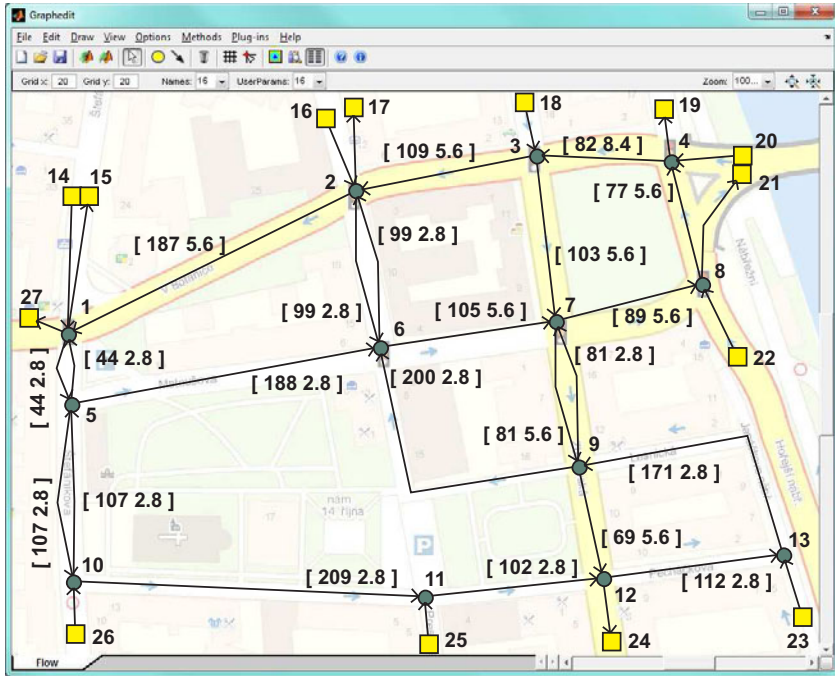 Graphedit
File Edit Draw View Options Methods Plug-ins Help
Grid x: 20 Grid y: 20 Names: 16 UserParams: 16 Zoom: 100...
16 17 18 19
3 [ 82 8.4 ] 4
[ 109 5.6 ]
20
14 15
2
21
[ 77 5.6 ]
[ 187 5.6 ]
[ 99 2.8 ]
[ 103 5.6 ]
8
27
1
[ 99 2.8 ]
[ 105 5.6 ]
7
[ 89 5.6 ]
6
[ 44 2.8 ]
[ 81 2.8 ]
22
[ 44 2.8 ]
[ 188 2.8 ]
[ 200 2.8 ]
5
[ 81 5.6 ]
9
[ 171 2.8 ]
[ 107 2.8 ]
[ 107 2.8 ]
nám
14 října
P
[ 69 5.6 ]
13
10
[ 209 2.8 ]
11
[ 102 2.8 ]
12
[ 112 2.8 ]
26
25
24
23
Flow